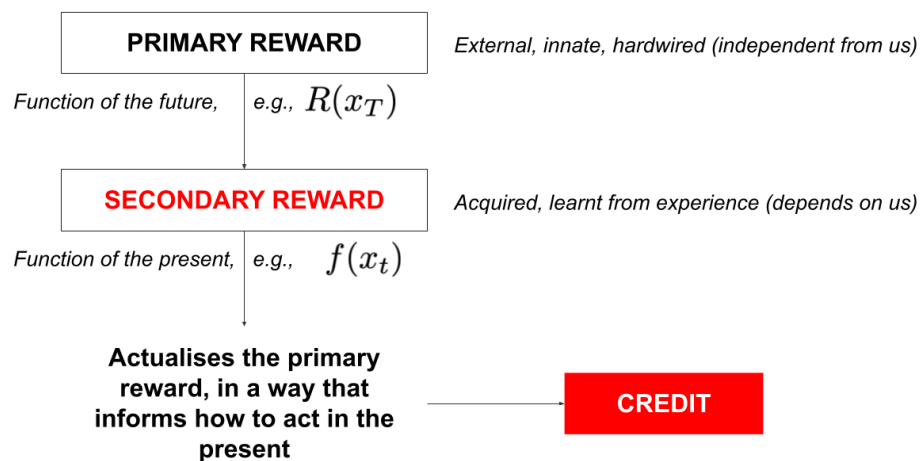 PRIMARY REWARD
External, innate, hardwired (independent from us)
Function of the future, e.g., R(x_T)
SECONDARY REWARD
Acquired, learnt from experience (depends on us)
Function of the present, e.g., f(x_t)
Actualises the primary
reward, in a way that
informs how to act in the
present
CREDIT